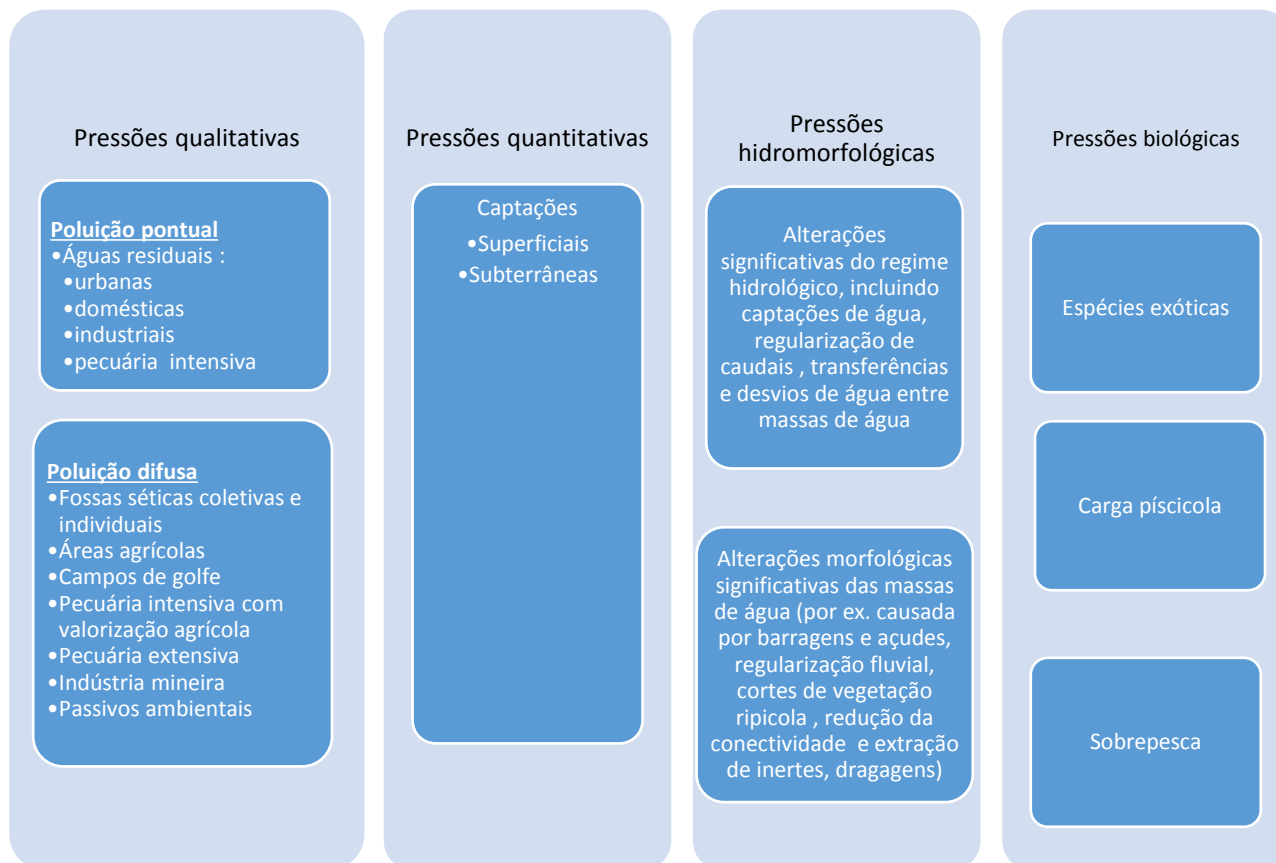 Pressões qualitativas
Poluição pontual
•Águas residuais :
•urbanas
•domésticas
•industriais
•pecuária intensiva
Poluição difusa
•Fossas séticas coletivas e
individuais
•Áreas agrícolas
•Campos de golfe
•Pecuária intensiva com
valorização agrícola
•Pecuária extensiva
•Indústria mineira
•Passivos ambientais
Pressões quantitativas
Captações
•Superficiais
•Subterrâneas
Pressões
hidromorfológicas
Alterações
significativas do regime
hidrológico, incluindo
captações de água,
regularização de
caudais , transferências
e desvios de água entre
massas de água
Alterações morfológicas
significativas das massas
de água (por ex. causada
por barragens e açudes,
regularização fluvial,
cortes de vegetação
ripicola , redução da
conectividade e extração
de inertes, dragagens)
Pressões biológicas
Espécies exóticas
Carga píscicola
Sobrepesca